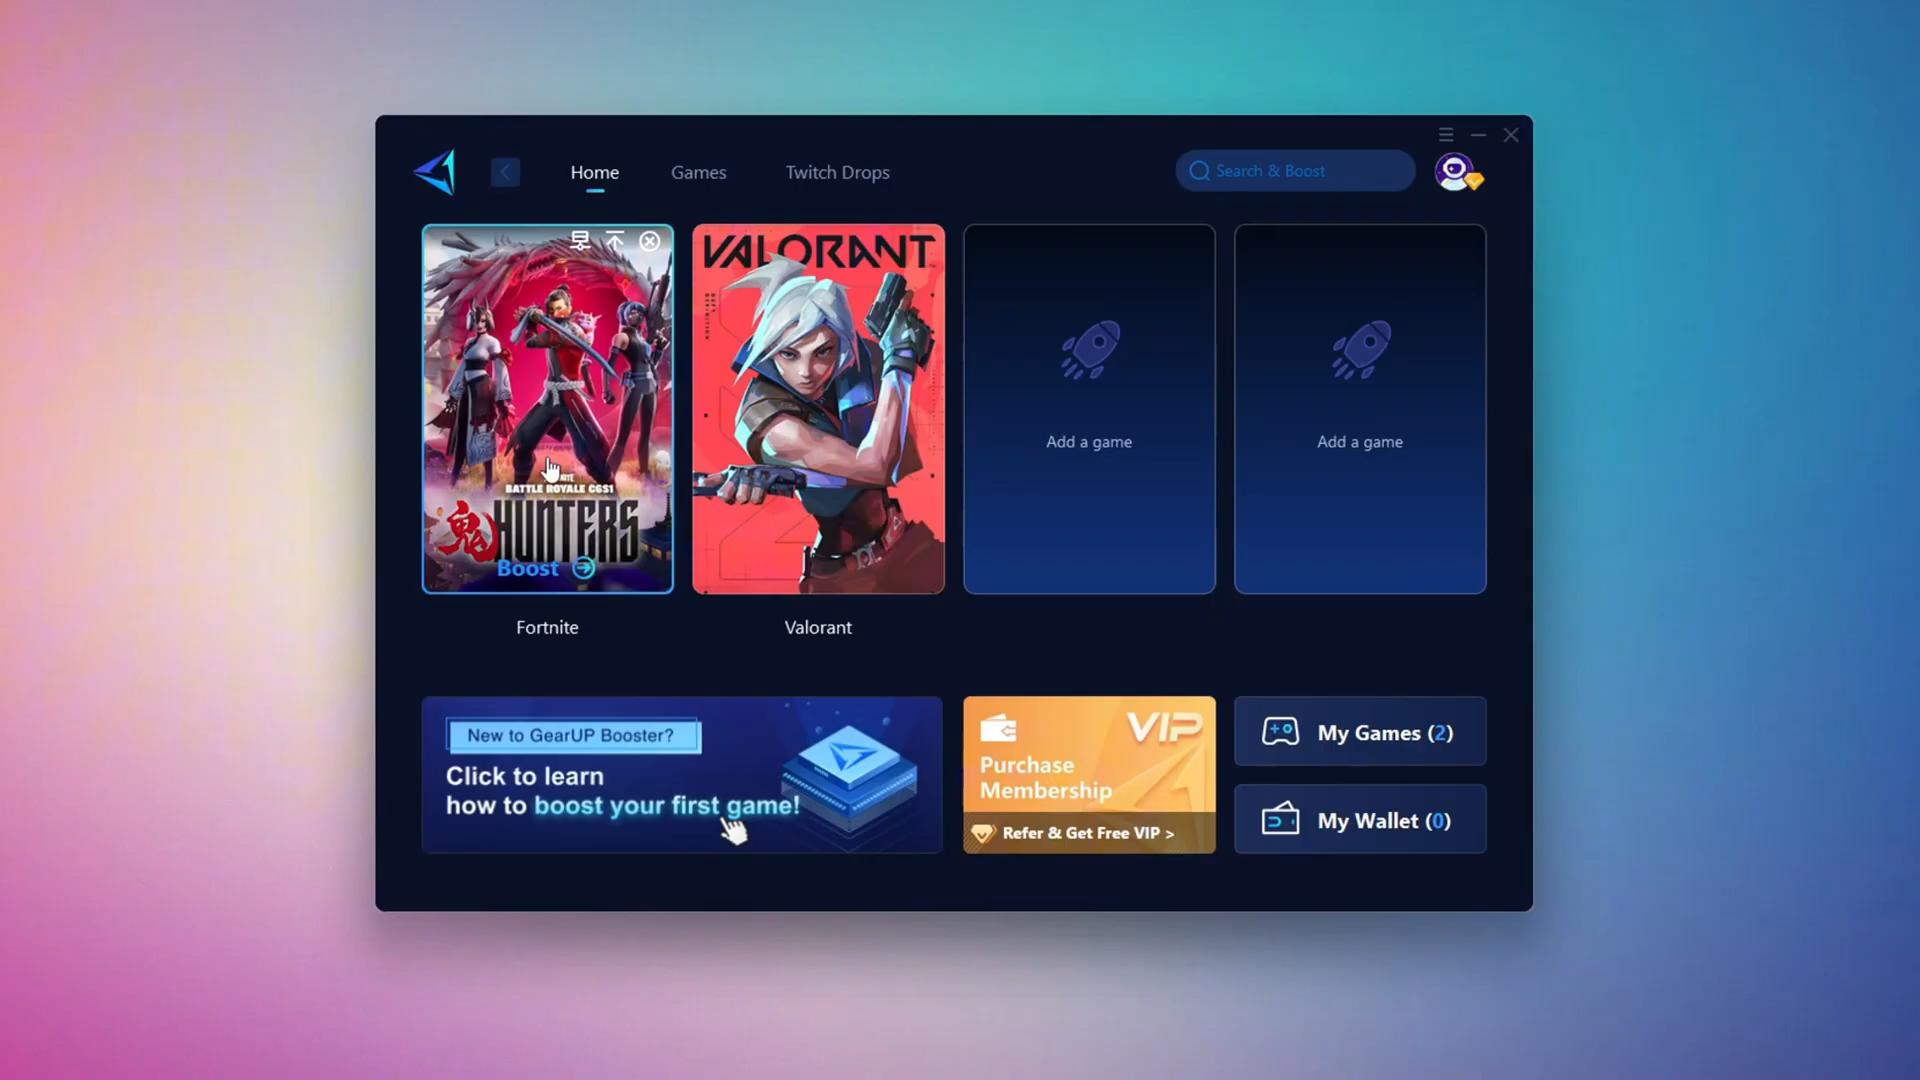 Home
Games
Twitch Drops
Search & Boost
BATTLE ROYALE C6S1
鬼 HUNTERS
Boost
Fortnite
VALORANT
Valorant
Add a game
Add a game
New to GearUP Booster?
Click to learn
how to boost your first game!
VIP
Purchase
Membership
Refer & Get Free VIP >
My Games (2)
My Wallet (0)